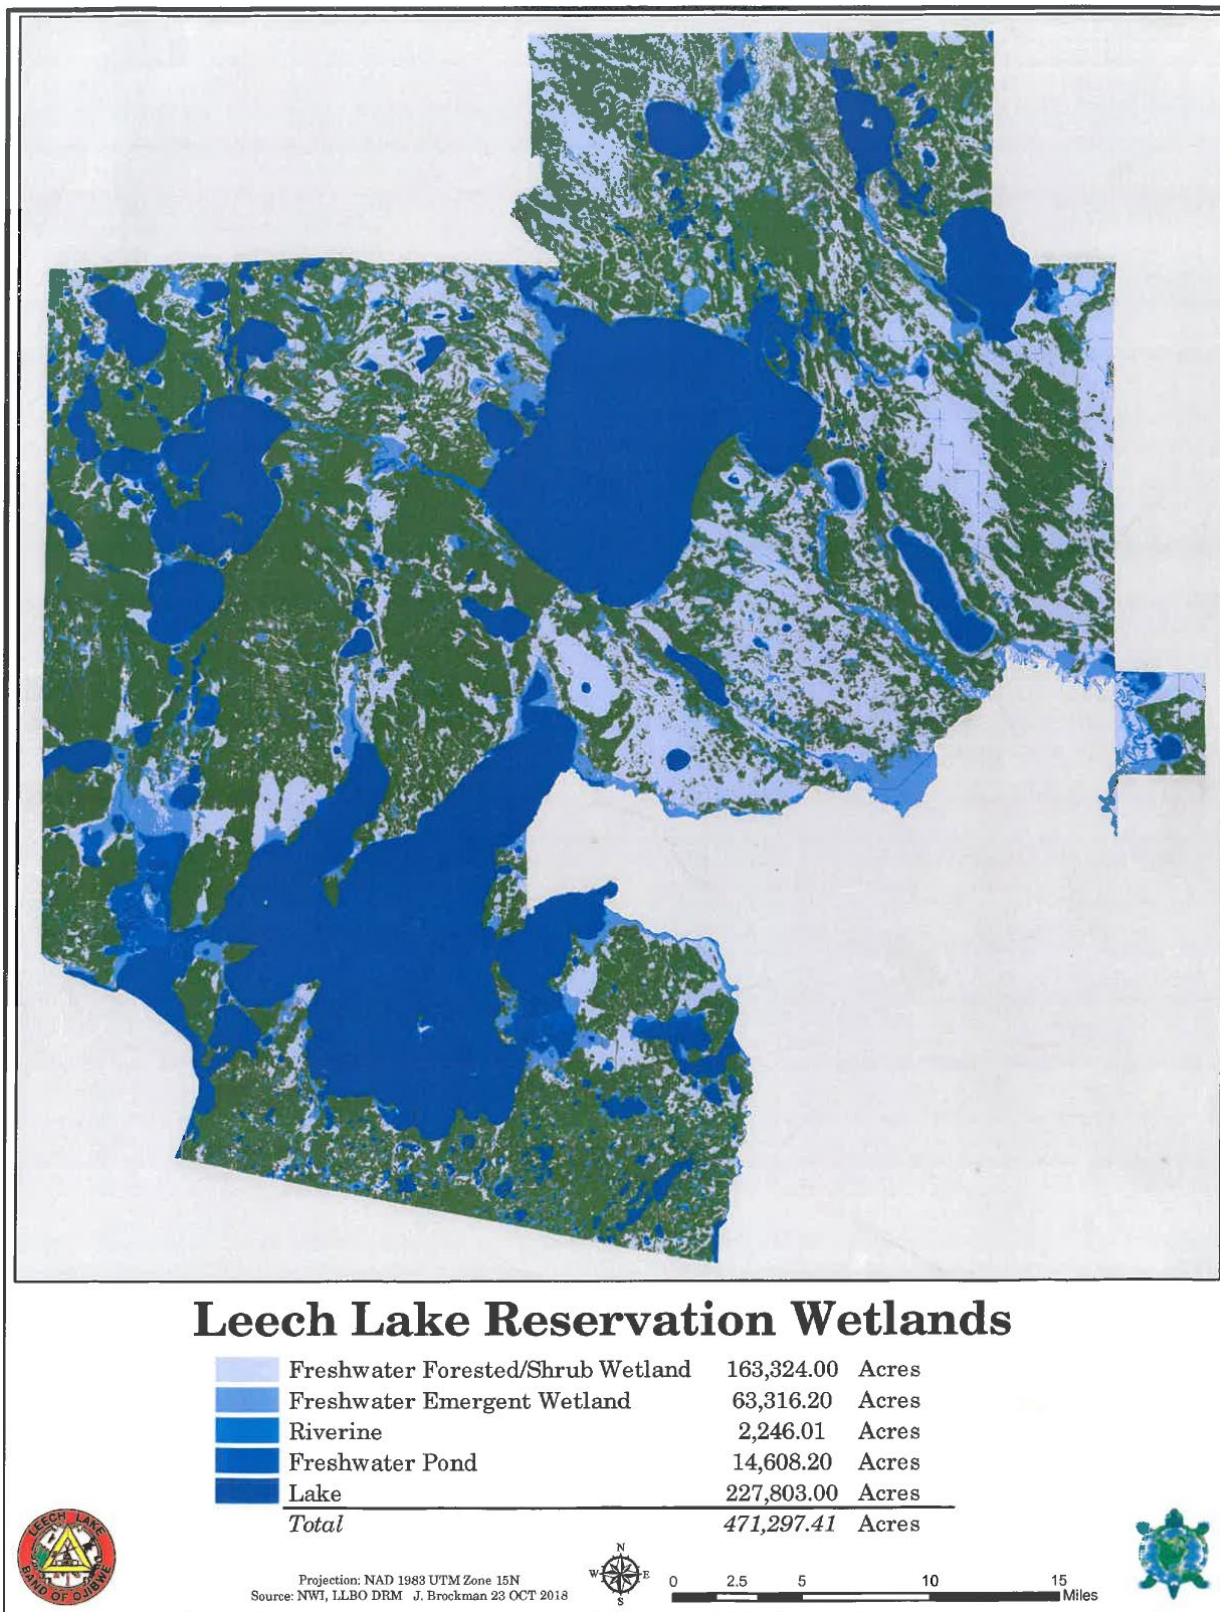 Leech Lake Reservation Wetlands
Freshwater Forested/Shrub Wetland 163,324.00 Acres
Freshwater Emergent Wetland 63,316.20 Acres
Riverine 2,246.01 Acres
Freshwater Pond 14,608.20 Acres
Lake 227,803.00 Acres
Total 471,297.41 Acres
LEECH LAKE
BAND OF OJIBWE
Projection: NAD 1983 UTM Zone 15N
Source: NWI, LLBO DRM J. Brockman 23 OCT 2018
N
W E
S
0 2.5 5 10 15
Miles